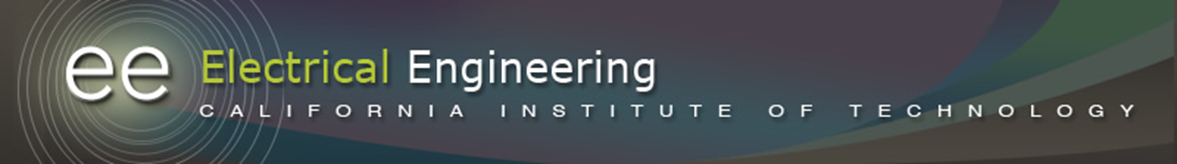 ee
Electrical Engineering
CALIFORNIA INSTITUTE OF TECHNOLOGY